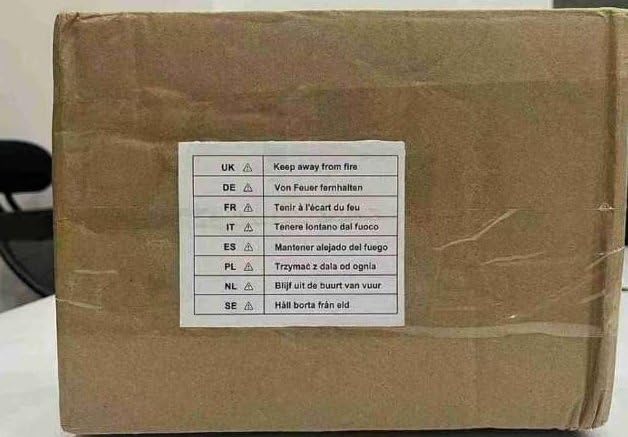 UK ⚠ Keep away from fire
DE ⚠ Von Feuer fernhalten
FR ⚠ Tenir à l'écart du feu
IT ⚠ Tenere lontano dal fuoco
ES ⚠ Mantener alejado del fuego
PL ⚠ Trzymać z dala od ognia
NL ⚠ Blijf uit de buurt van vuur
SE ⚠ Håll borta från eld